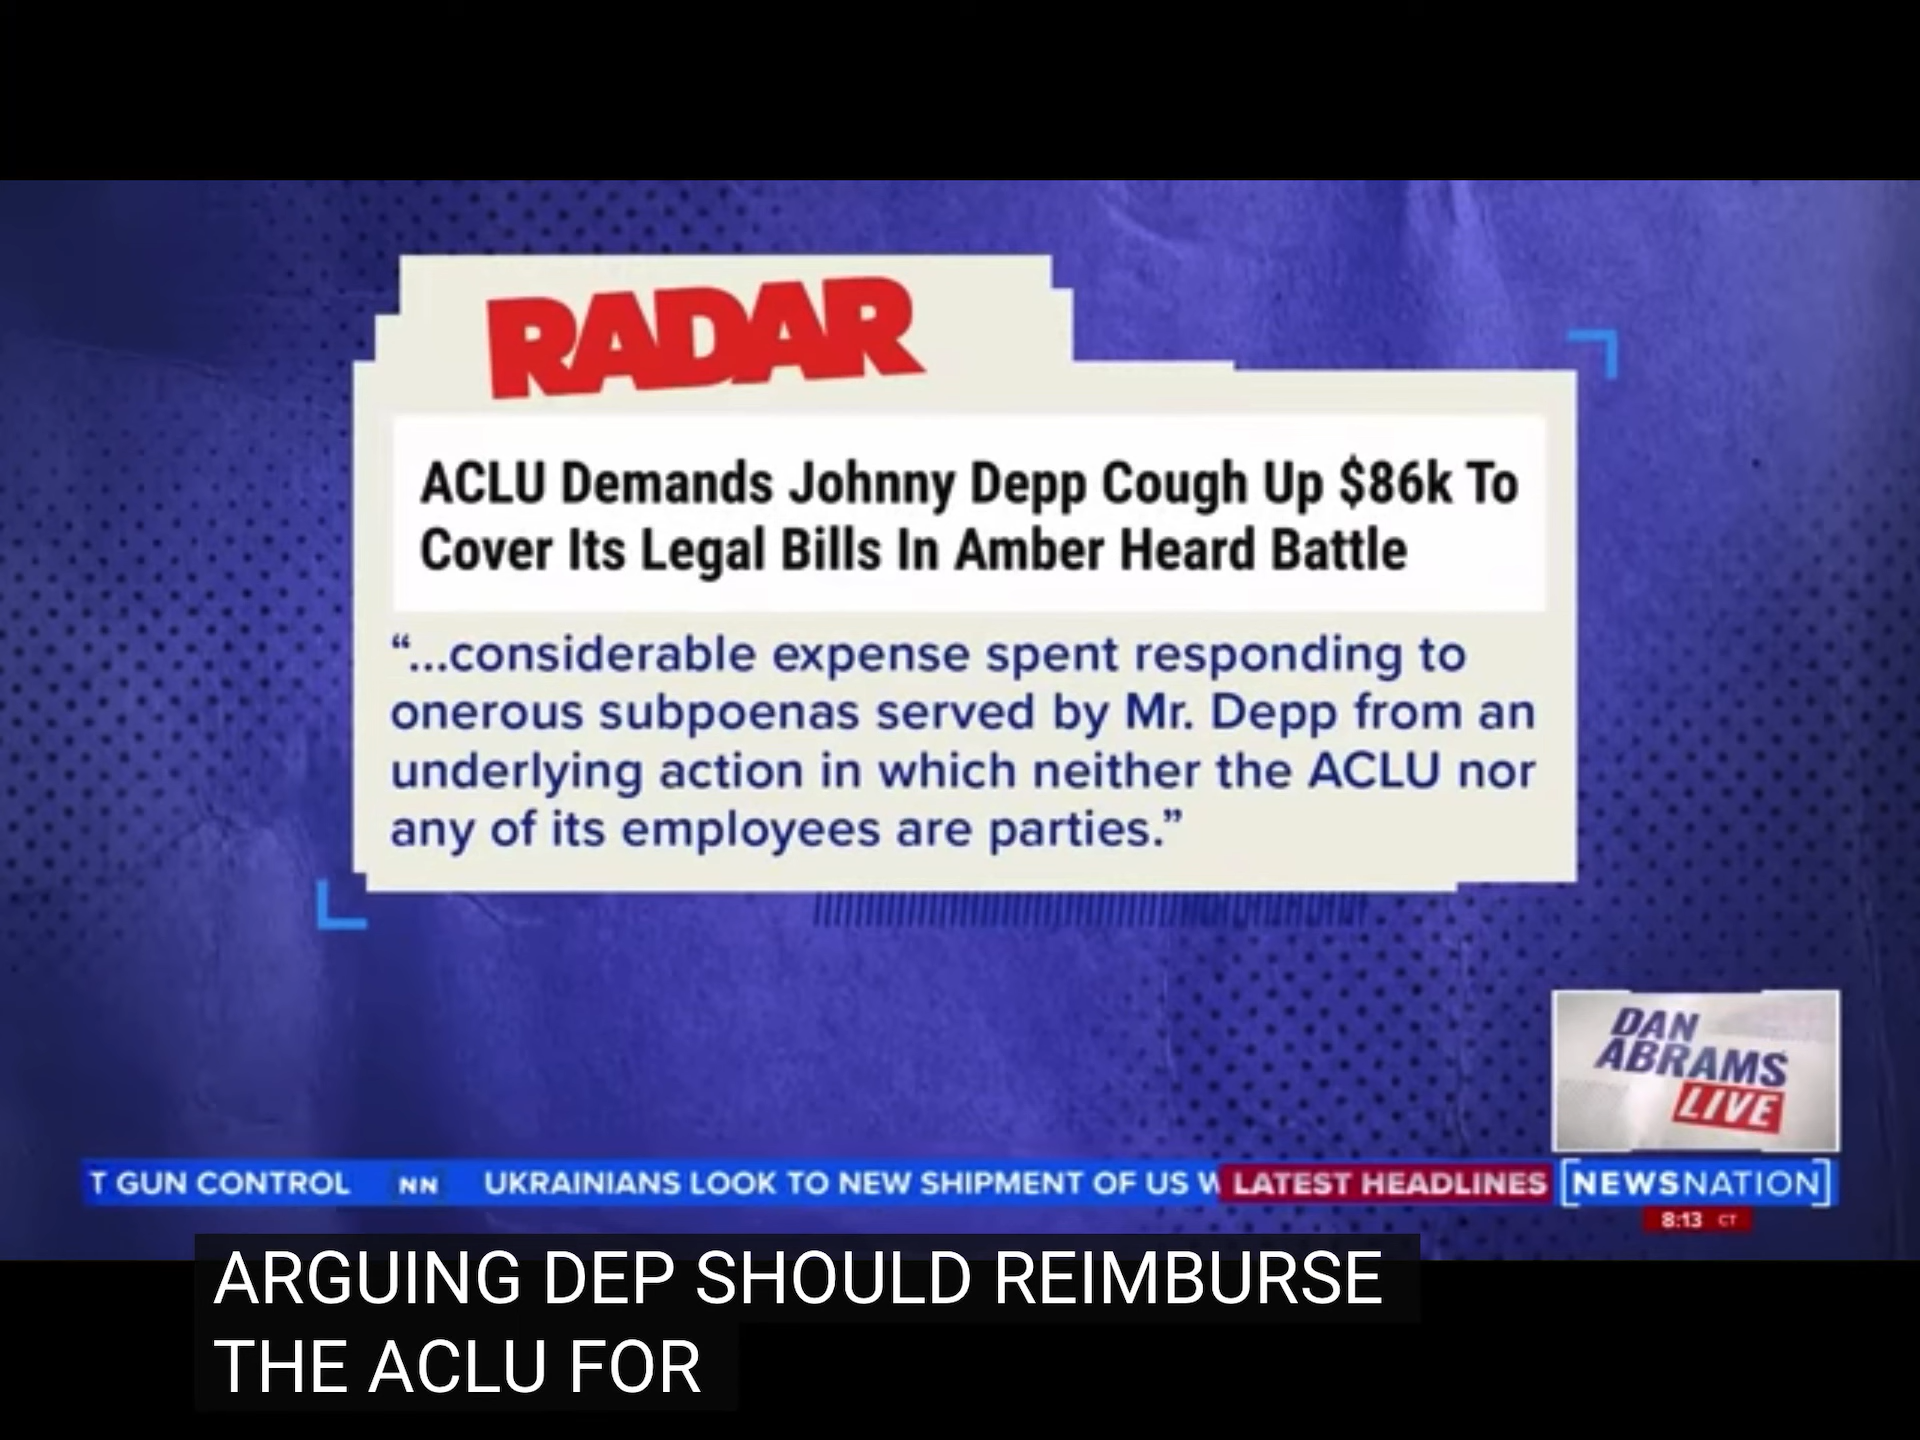 RADAR
ACLU Demands Johnny Depp Cough Up $86k To
Cover Its Legal Bills In Amber Heard Battle
“...considerable expense spent responding to
onerous subpoenas served by Mr. Depp from an
underlying action in which neither the ACLU nor
any of its employees are parties.”
DAN
ABRAMS
LIVE
T GUN CONTROL NN UKRAINIANS LOOK TO NEW SHIPMENT OF US W LATEST HEADLINES [NEWSNATION]
8:13 CT
ARGUING DEP SHOULD REIMBURSE
THE ACLU FOR